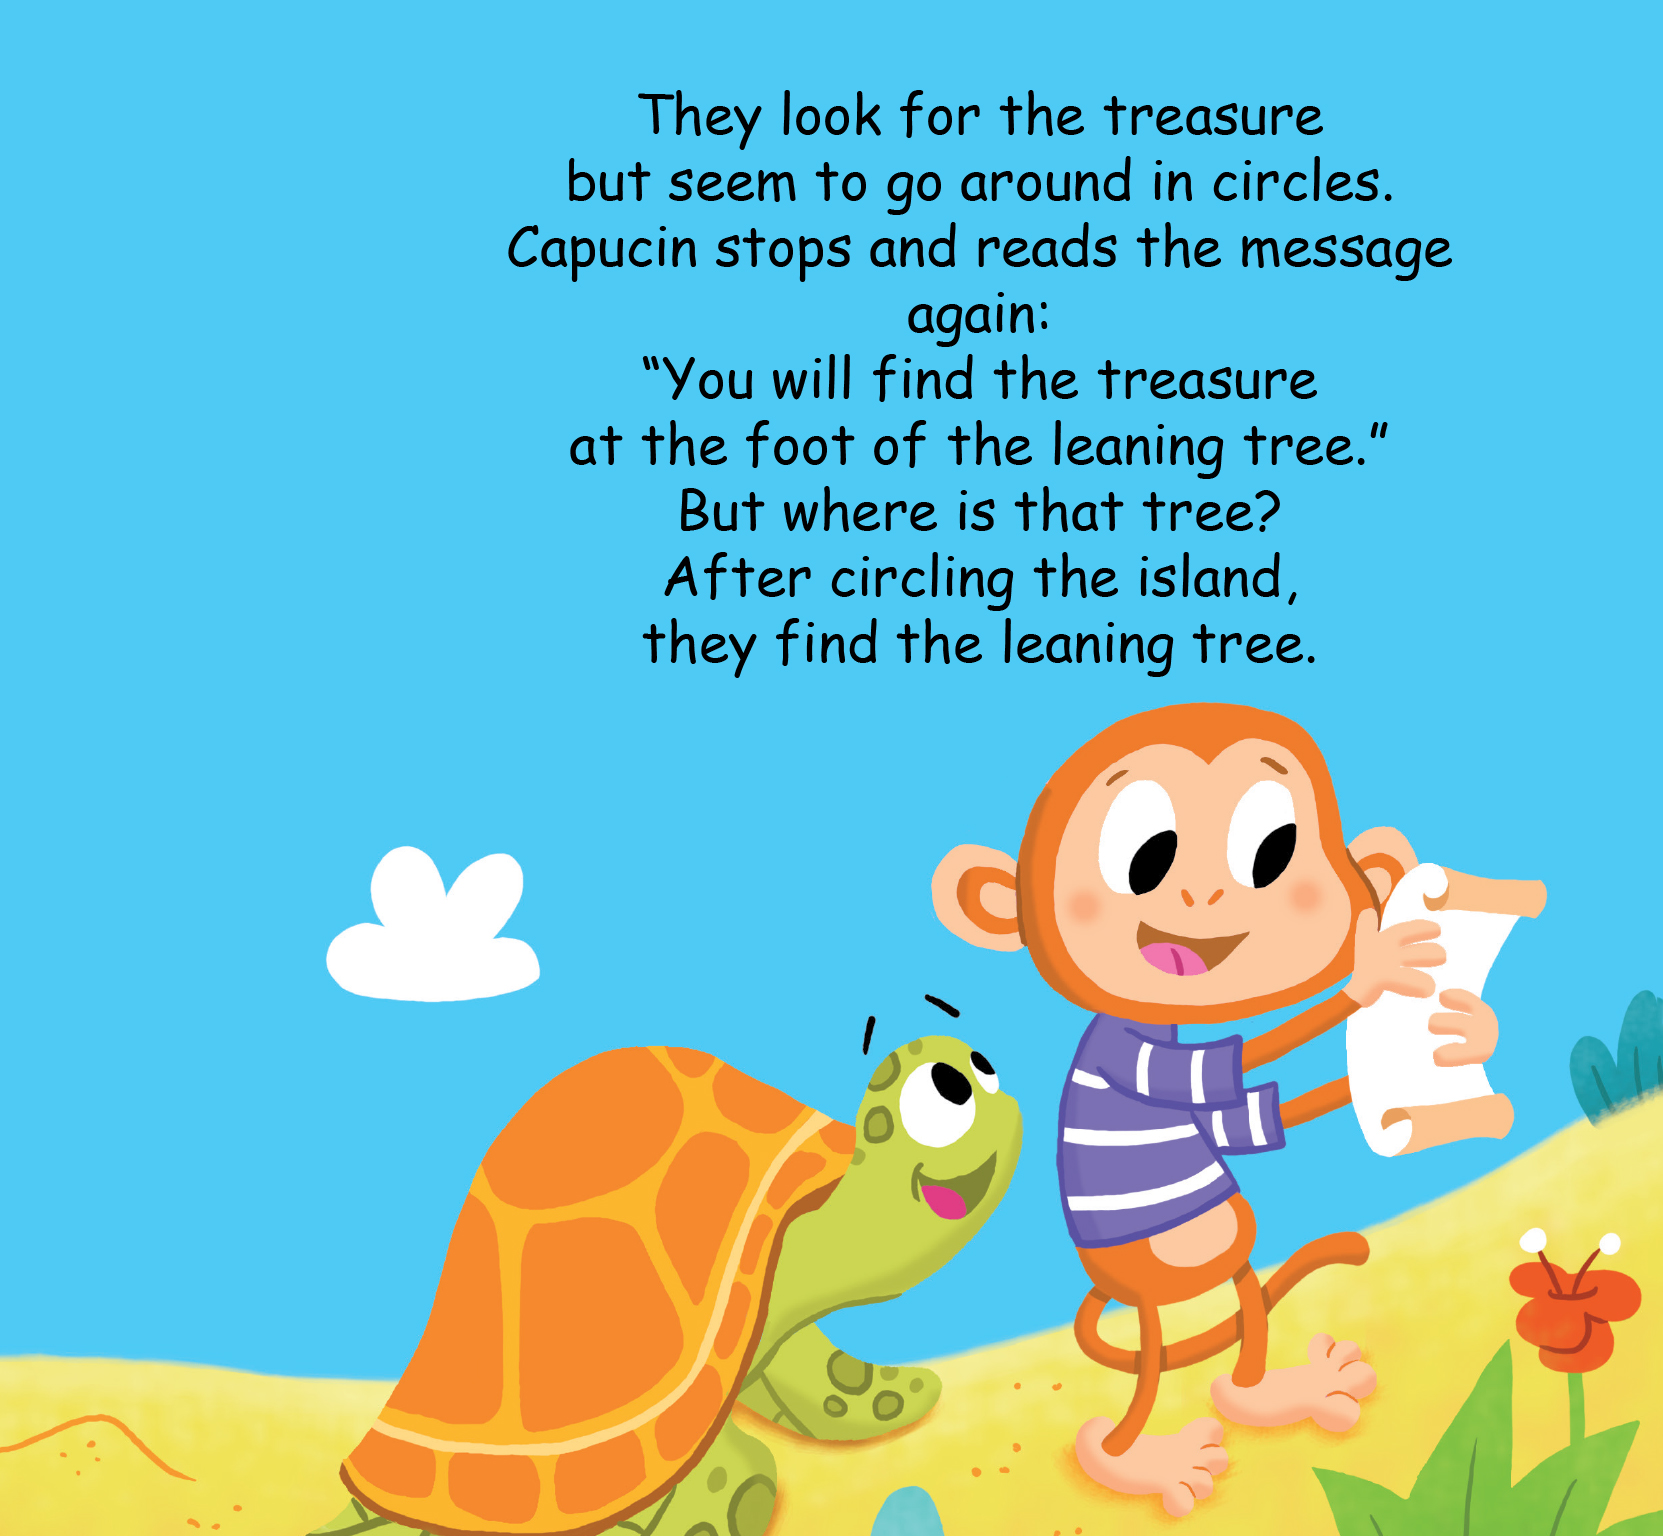 They look for the treasure
but seem to go around in circles.
Capucin stops and reads the message
again:
“You will find the treasure
at the foot of the leaning tree.”
But where is that tree?
After circling the island,
they find the leaning tree.